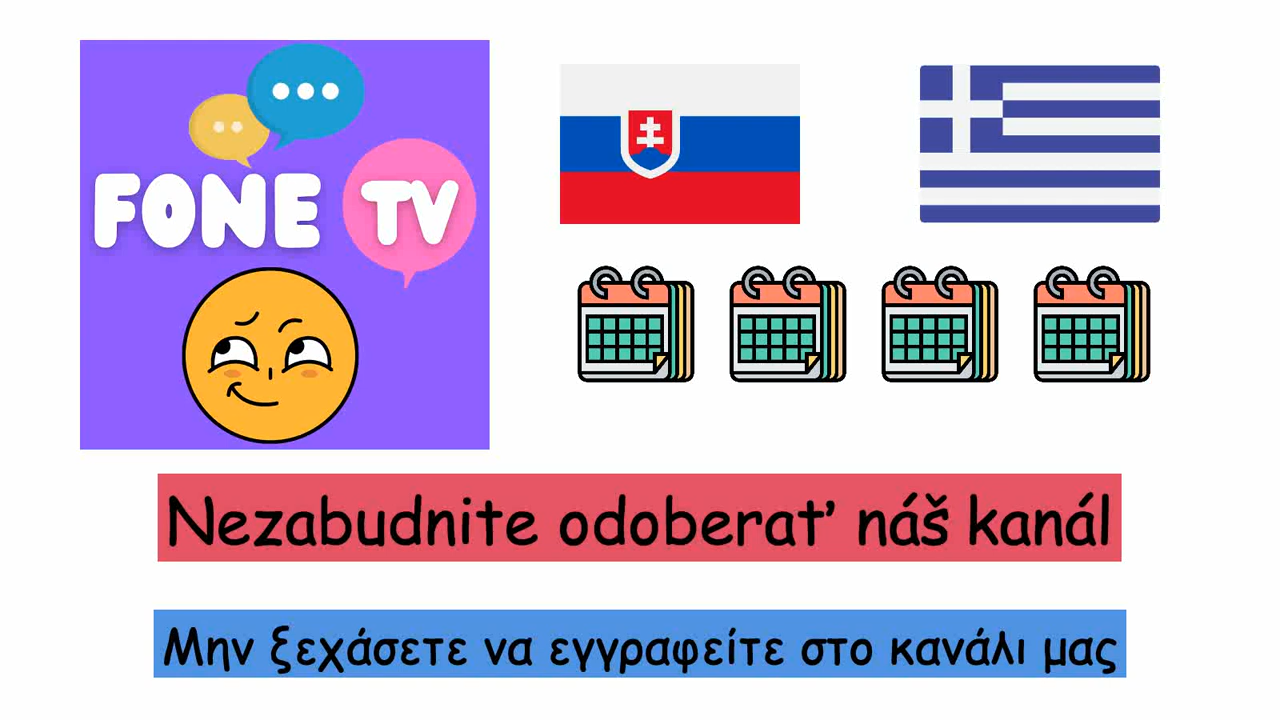 FONE TV
Nezabudnite odoberať náš kanál
Μην ξεχάσετε να εγγραφείτε στο κανάλι μας